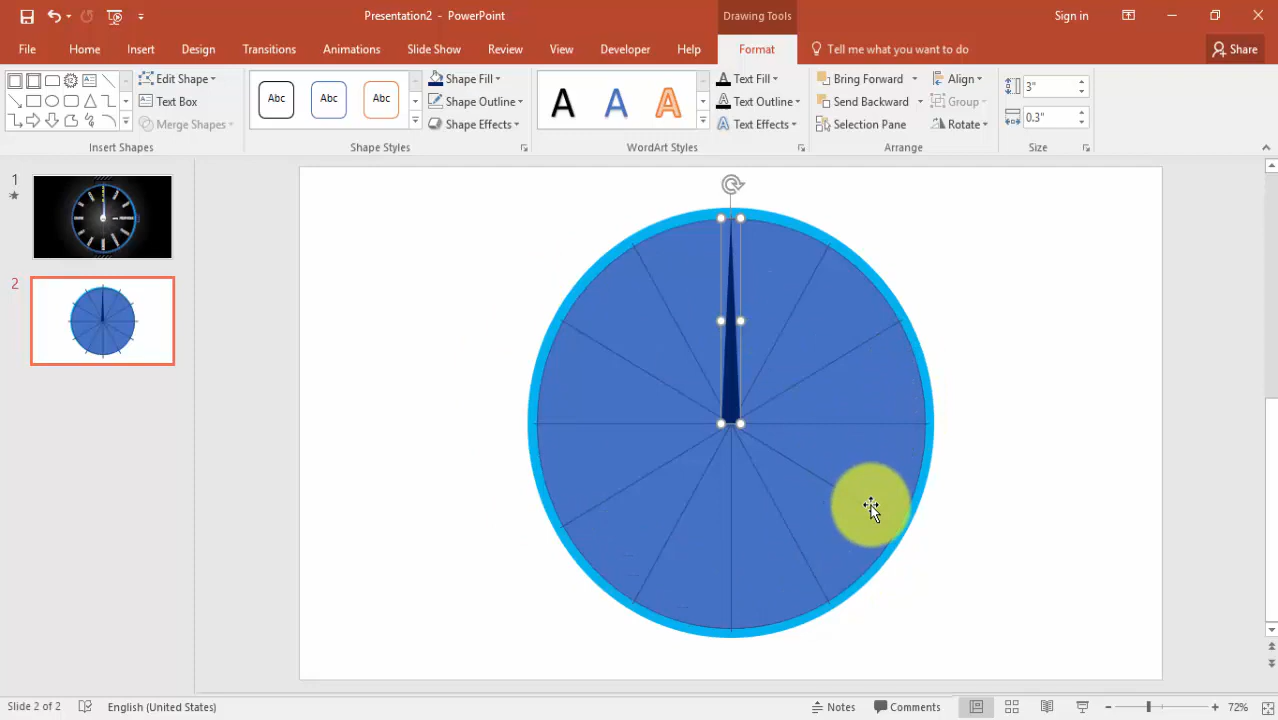 Presentation2 - PowerPoint
Drawing Tools
Sign in
File Home Insert Design Transitions Animations Slide Show Review View Developer Help Format Tell me what you want to do Share
Edit Shape
Text Box
Merge Shapes
Insert Shapes
Abc Abc Abc
Shape Fill
Shape Outline
Shape Effects
Shape Styles
A A A
Text Fill
Text Outline
Text Effects
WordArt Styles
Bring Forward
Send Backward
Selection Pane
Align
Group
Rotate
Arrange
3"
0.3"
Size
1
2
Slide 2 of 2 English (United States) Notes Comments 72%